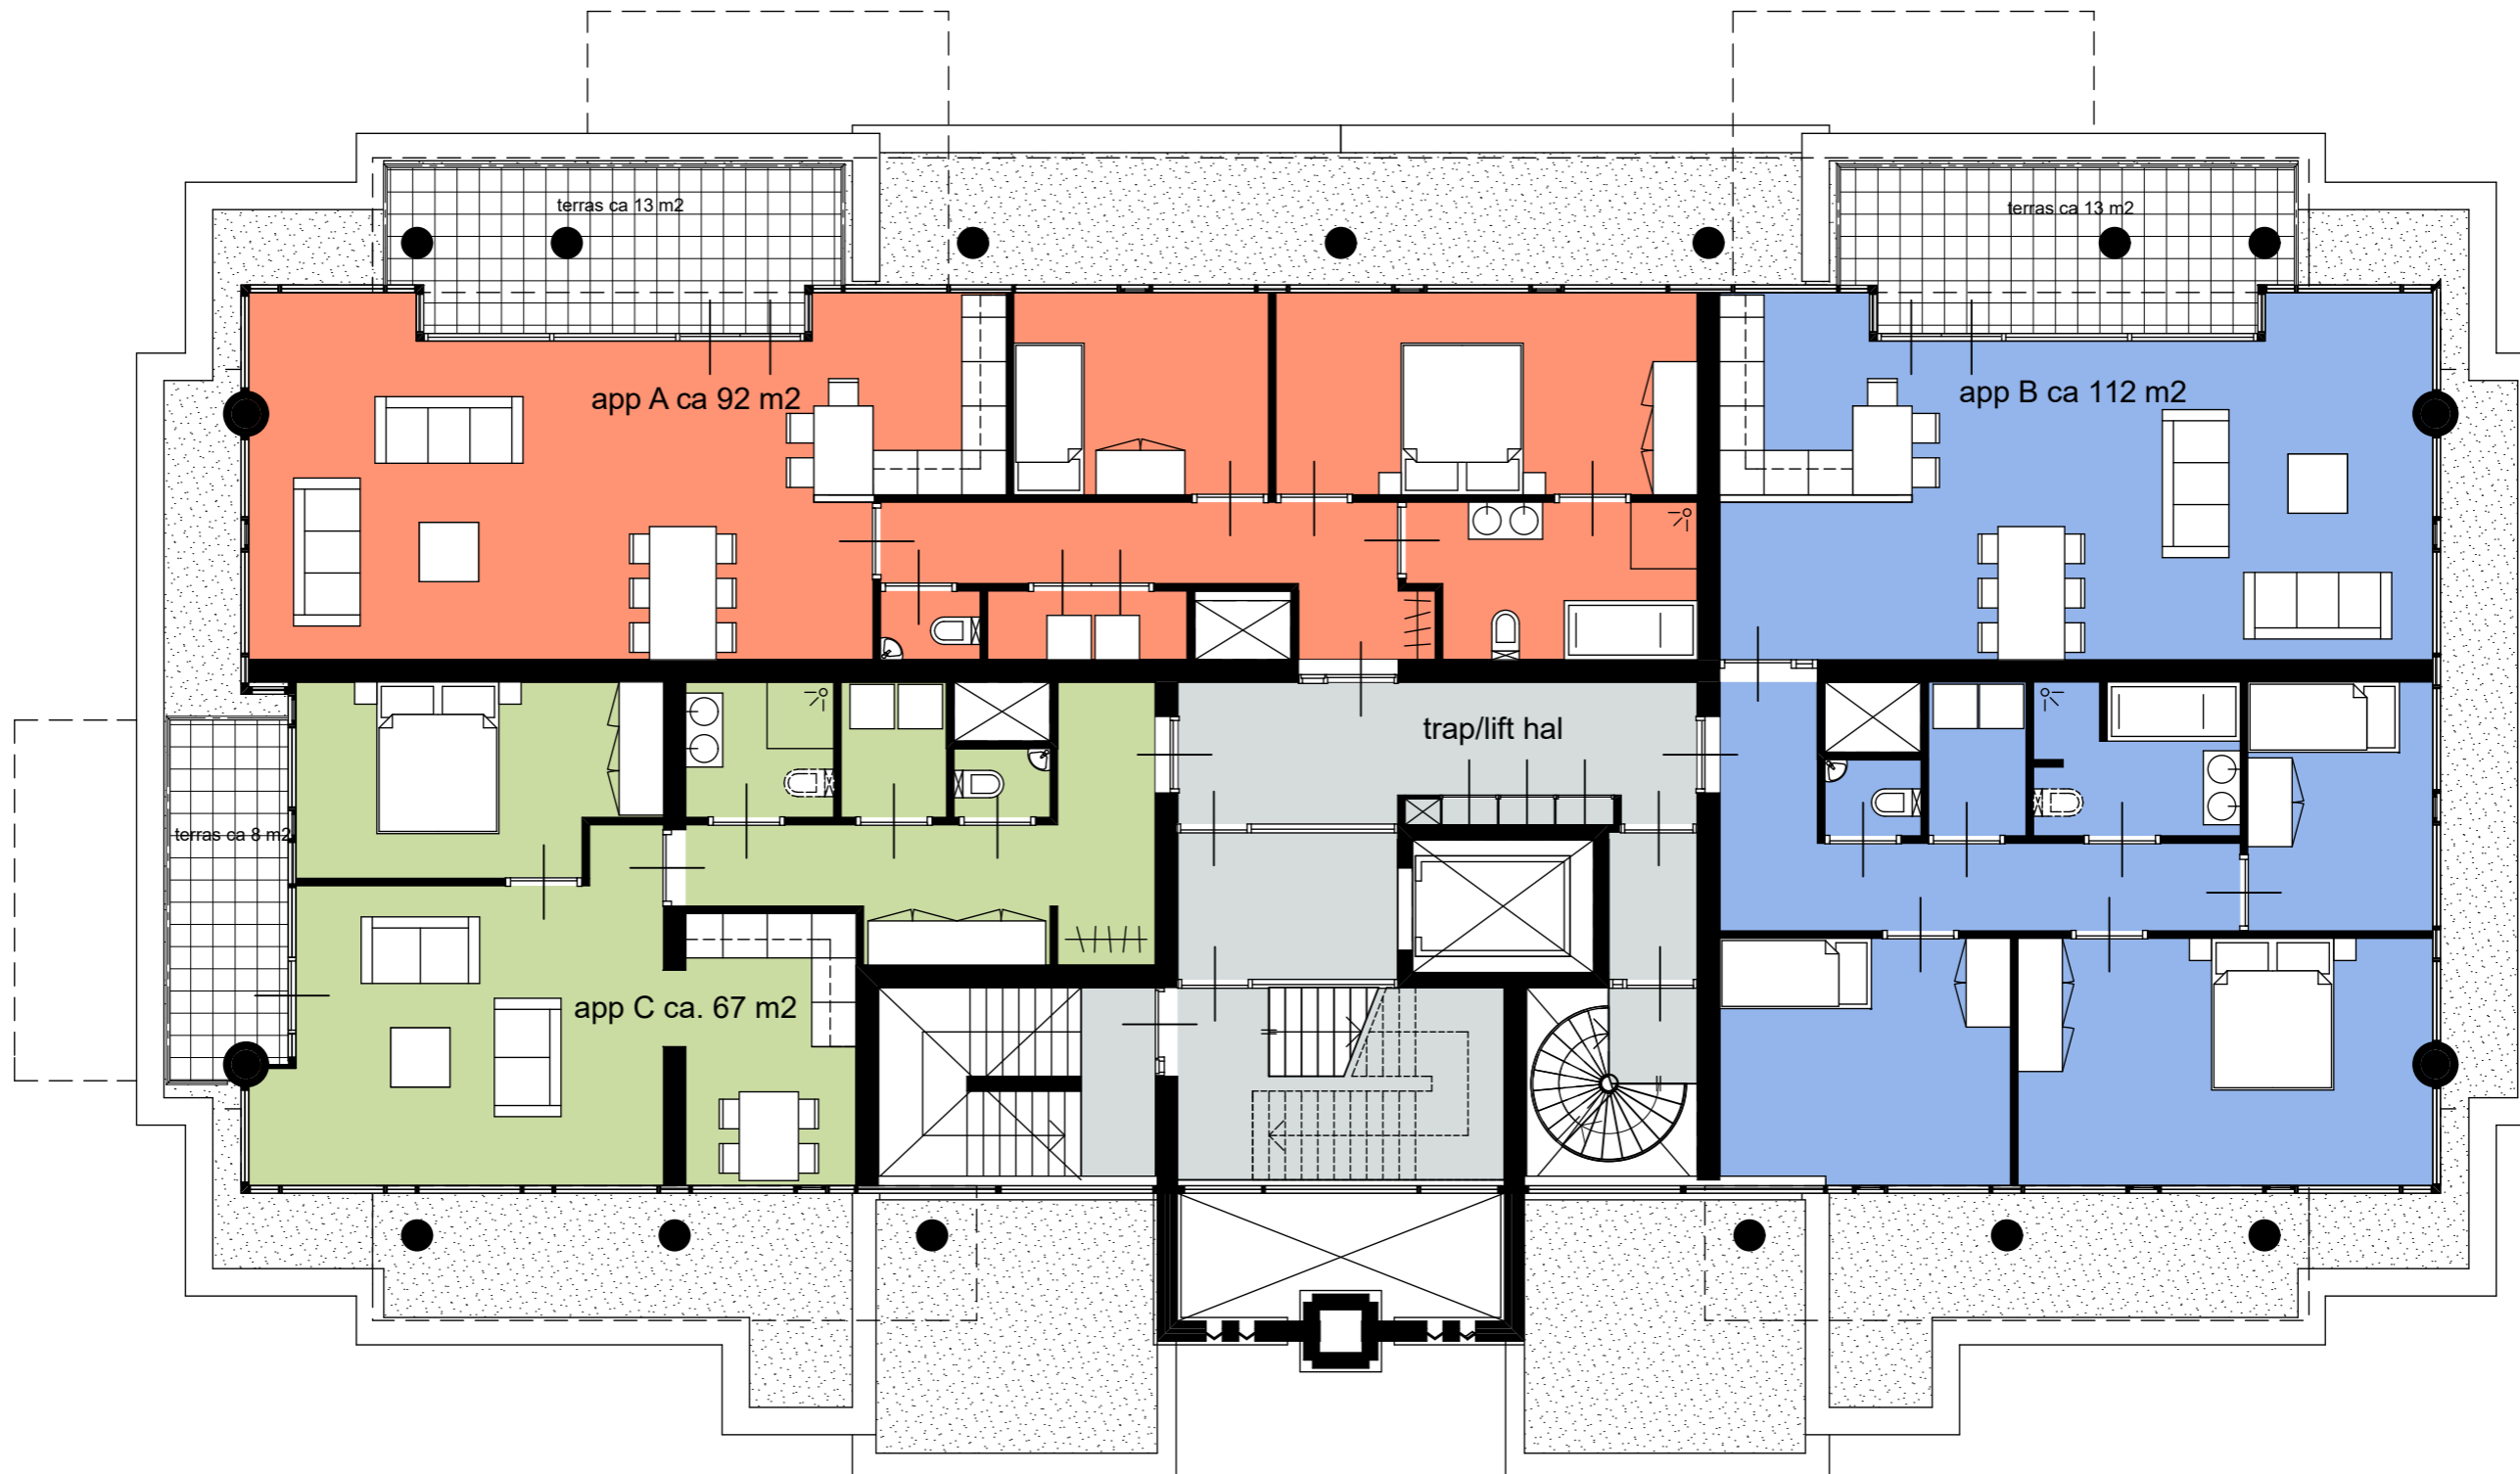 terras ca 13 m2
terras ca 13 m2
app A ca 92 m2
app B ca 112 m2
trap/lift hal
terras ca 8 m2
app C ca. 67 m2